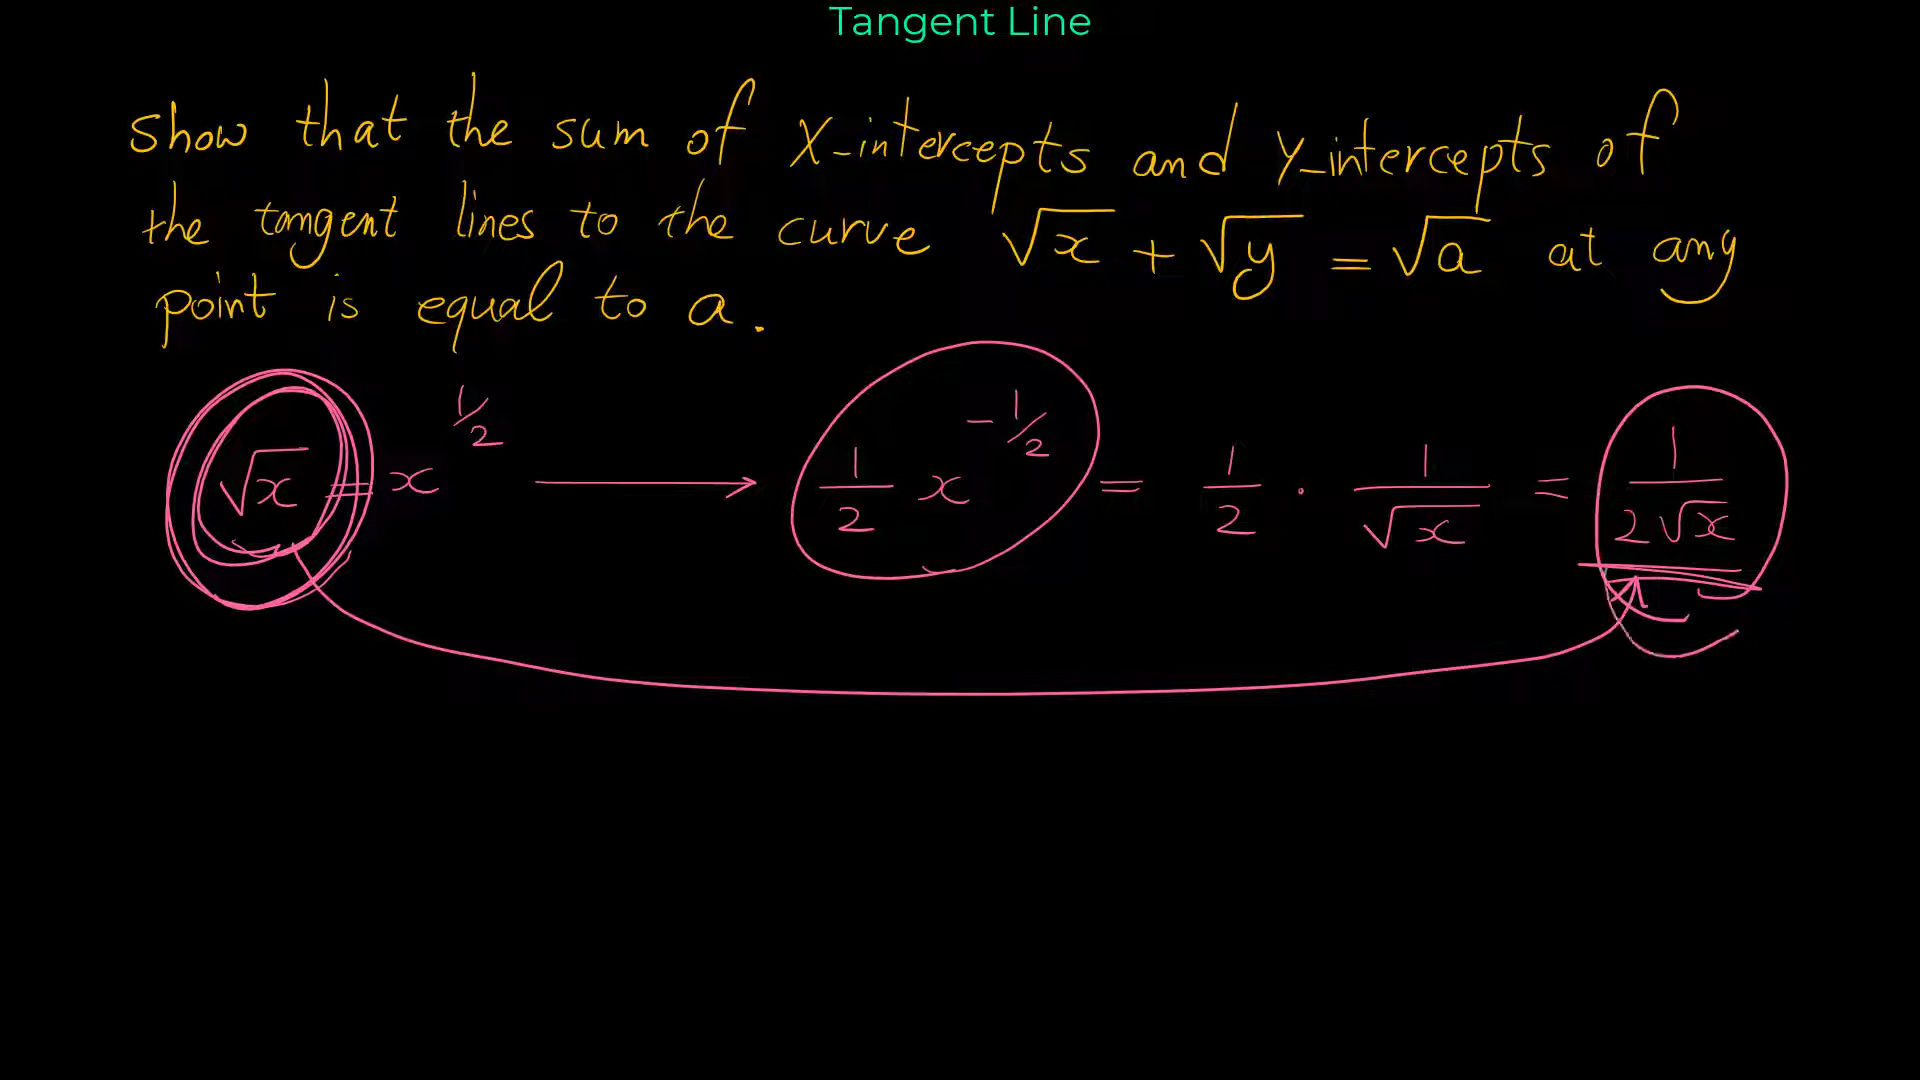 Tangent Line
show that the sum of X-intercepts and Y-intercepts of
the tangent lines to the curve √x + √y = √a at any
point is equal to a.
√x = x^{1/2} ⟶ 1/2 x^{-1/2} = 1/2 · 1/√x = 1/(2√x)